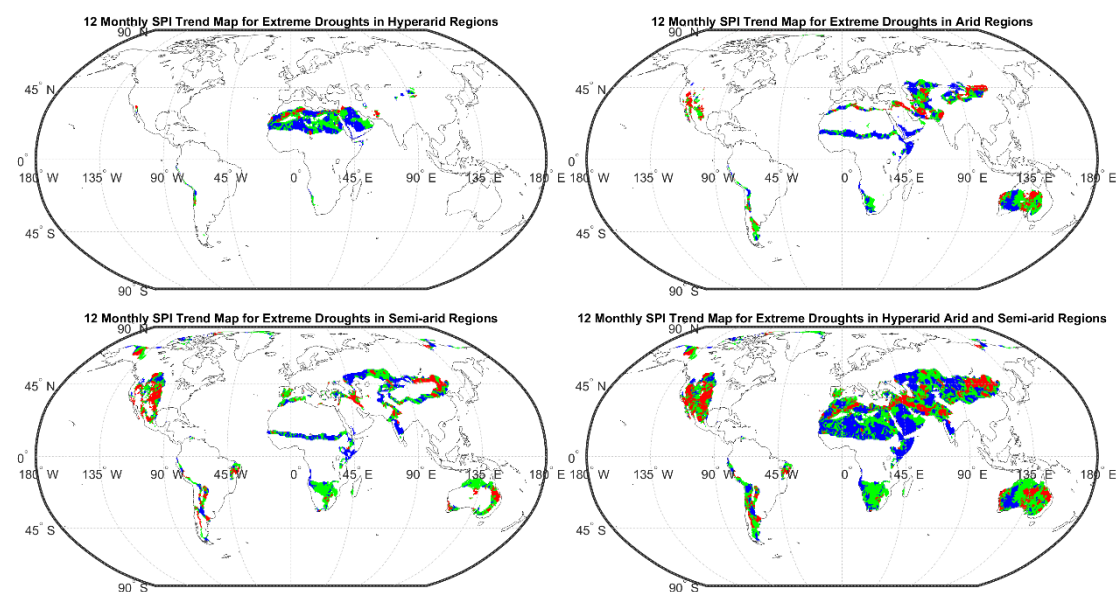 12 Monthly SPI Trend Map for Extreme Droughts in Hyperarid Regions
90° N
45° N
0°
180° W 135° W 90° W 45° W 0° 45° E 90° E 135° E 180° E
45° S
90° S
12 Monthly SPI Trend Map for Extreme Droughts in Arid Regions
90° N
45° N
0°
180° W 135° W 90° W 45° W 0° 45° E 90° E 135° E 180° E
45° S
90° S
12 Monthly SPI Trend Map for Extreme Droughts in Semi-arid Regions
90° N
45° N
0°
180° W 135° W 90° W 45° W 0° 45° E 90° E 135° E 180° E
45° S
90° S
12 Monthly SPI Trend Map for Extreme Droughts in Hyperarid Arid and Semi-arid Regions
90° N
45° N
0°
180° W 135° W 90° W 45° W 0° 45° E 90° E 135° E 180° E
45° S
90° S